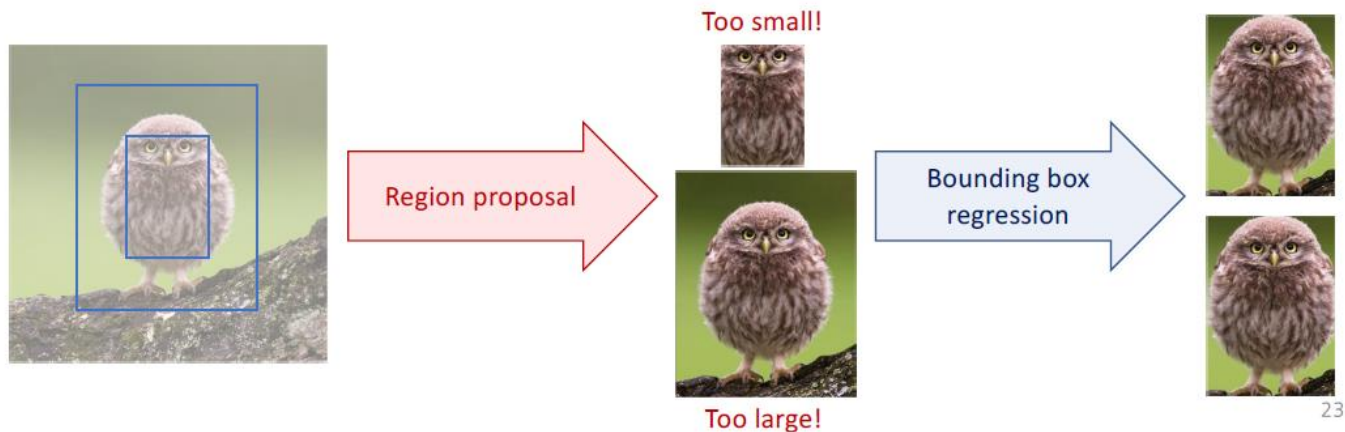 Too small!
Region proposal
Bounding box
regression
Too large!
23